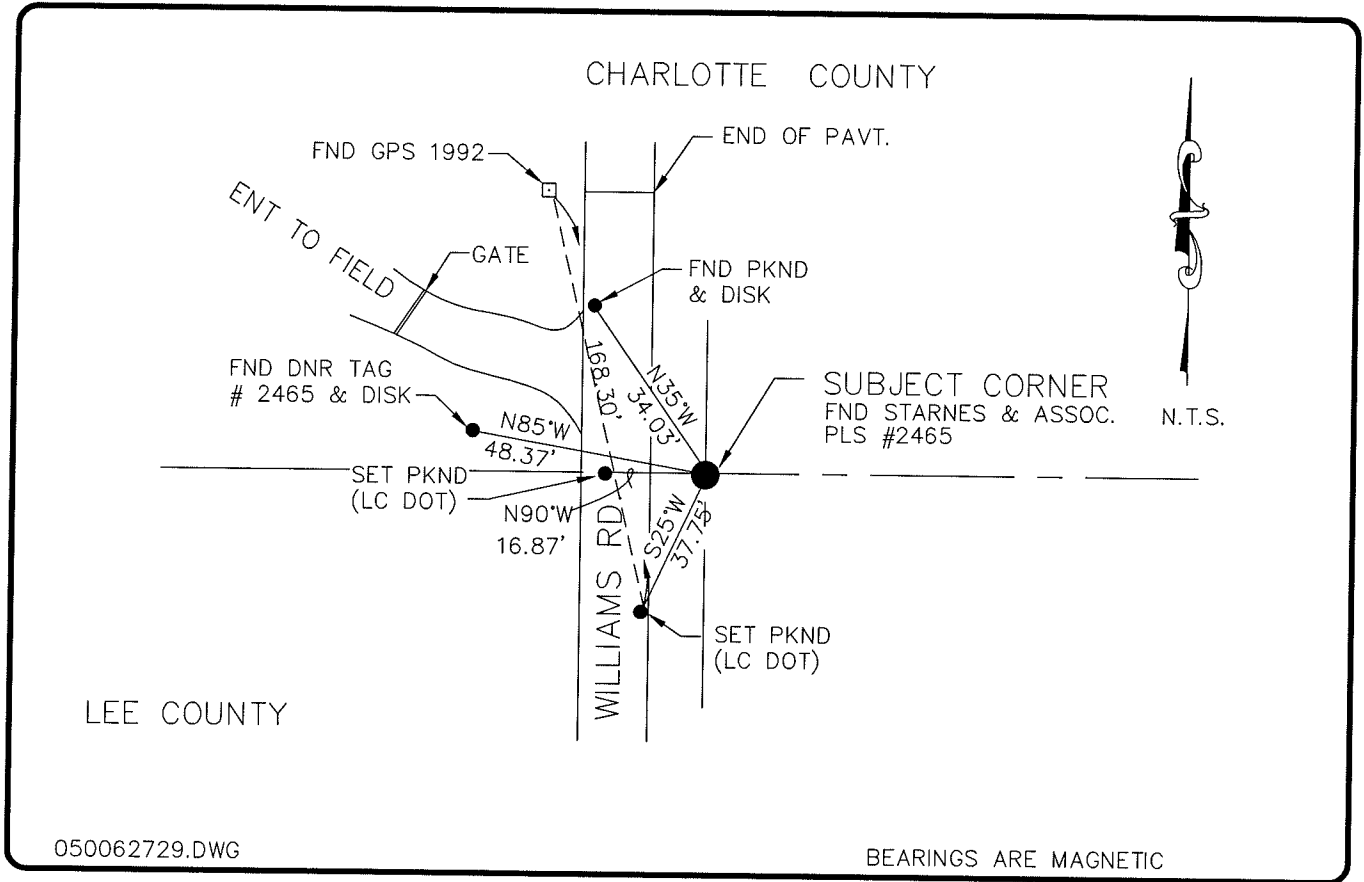 CHARLOTTE COUNTY
END OF PAVT.
FND GPS 1992
ENT TO FIELD
GATE
FND PKND
& DISK
FND DNR TAG
# 2465 & DISK
168.30'
N35°W
34.03'
SUBJECT CORNER
FND STARNES & ASSOC.
PLS #2465
N.T.S.
N85°W
48.37'
SET PKND
(LC DOT)
N90°W
16.87'
WILLIAMS RD
S25°W
37.75'
SET PKND
(LC DOT)
LEE COUNTY
050062729.DWG
BEARINGS ARE MAGNETIC